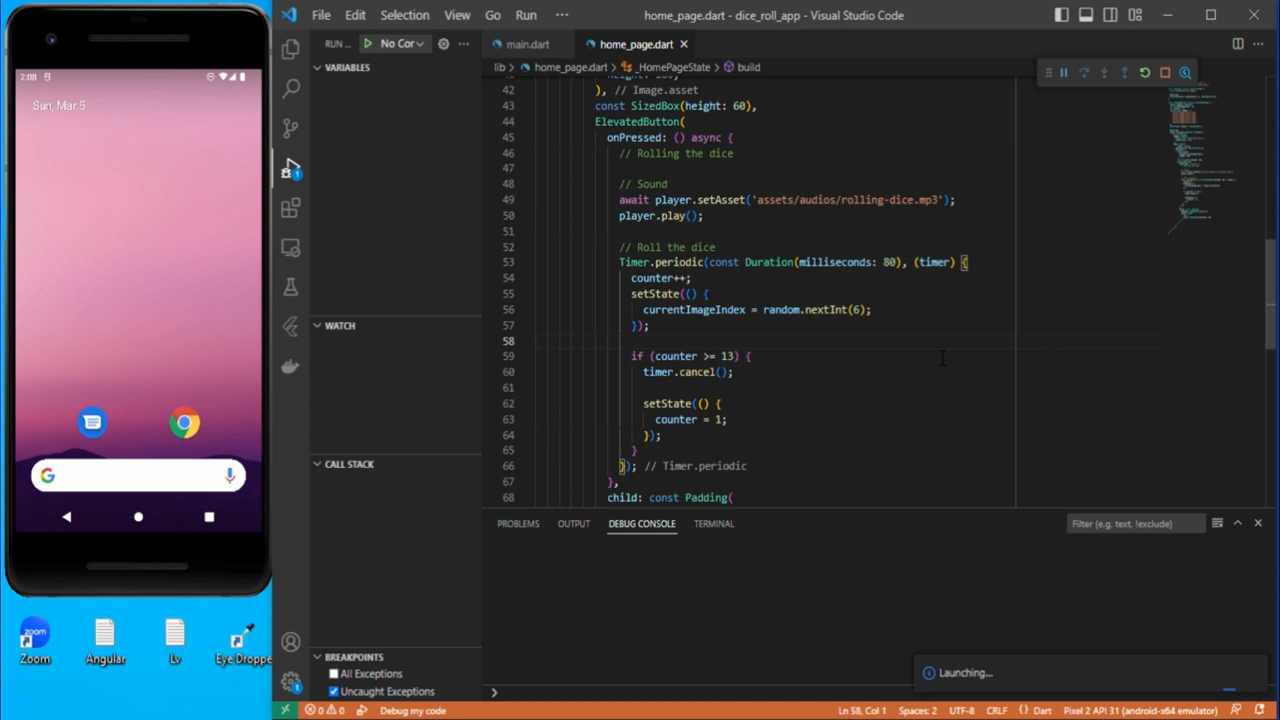 File Edit Selection View Go Run ··· home_page.dart - dice_roll_app - Visual Studio Code
RUN ... No Cor ··· main.dart home_page.dart ···
lib > home_page.dart > _HomePageState > build
VARIABLES
WATCH
CALL STACK
BREAKPOINTS
All Exceptions
Uncaught Exceptions
2:08
Sun, Mar 5
42 ), // Image.asset
43 const SizedBox(height: 60),
44 ElevatedButton(
45 onPressed: () async {
46 // Rolling the dice
47
48 // Sound
49 await player.setAsset('assets/audios/rolling-dice.mp3');
50 player.play();
51
52 // Roll the dice
53 Timer.periodic(const Duration(milliseconds: 80), (timer) {
54 counter++;
55 setState(() {
56 currentImageIndex = random.nextInt(6);
57 });
58
59 if (counter >= 13) {
60 timer.cancel();
61
62 setState(() {
63 counter = 1;
64 });
65 }
66 }); // Timer.periodic
67 },
68 child: const Padding(
PROBLEMS OUTPUT DEBUG CONSOLE TERMINAL Filter (e.g. text, !exclude)
Launching...
zoom
Zoom Angular Lv Eye Droppe
0 0 Debug my code Ln 58, Col 1 Spaces: 2 UTF-8 CRLF Dart Pixel 2 API 31 (android-x64 emulator)